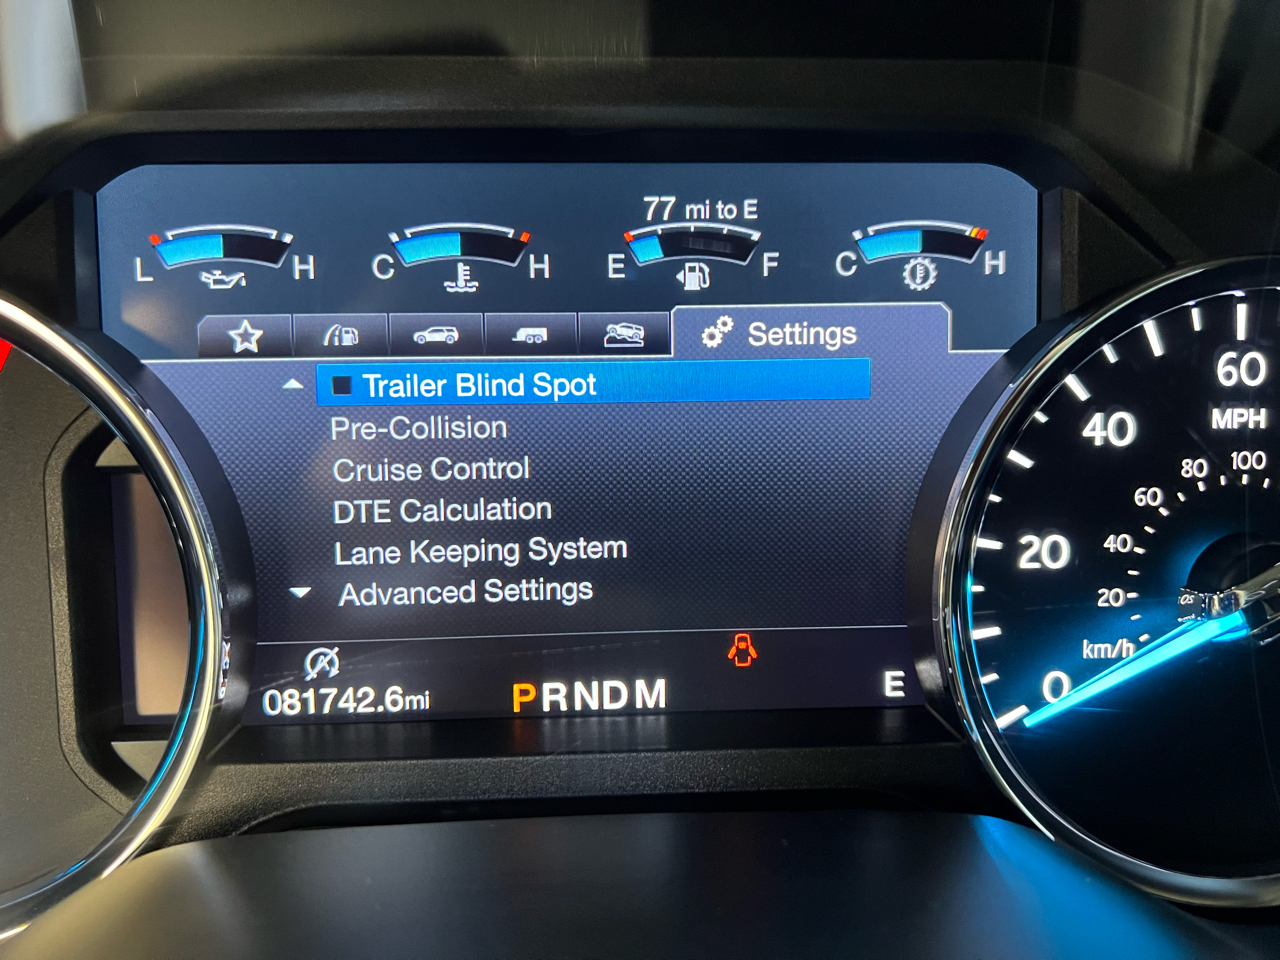 77 mi to E
L H C H E F C H
Settings
Trailer Blind Spot
Pre-Collision
Cruise Control
DTE Calculation
Lane Keeping System
Advanced Settings
081742.6mi
PRNDM
E
60
MPH
40
20
0
100
80
60
40
20
km/h